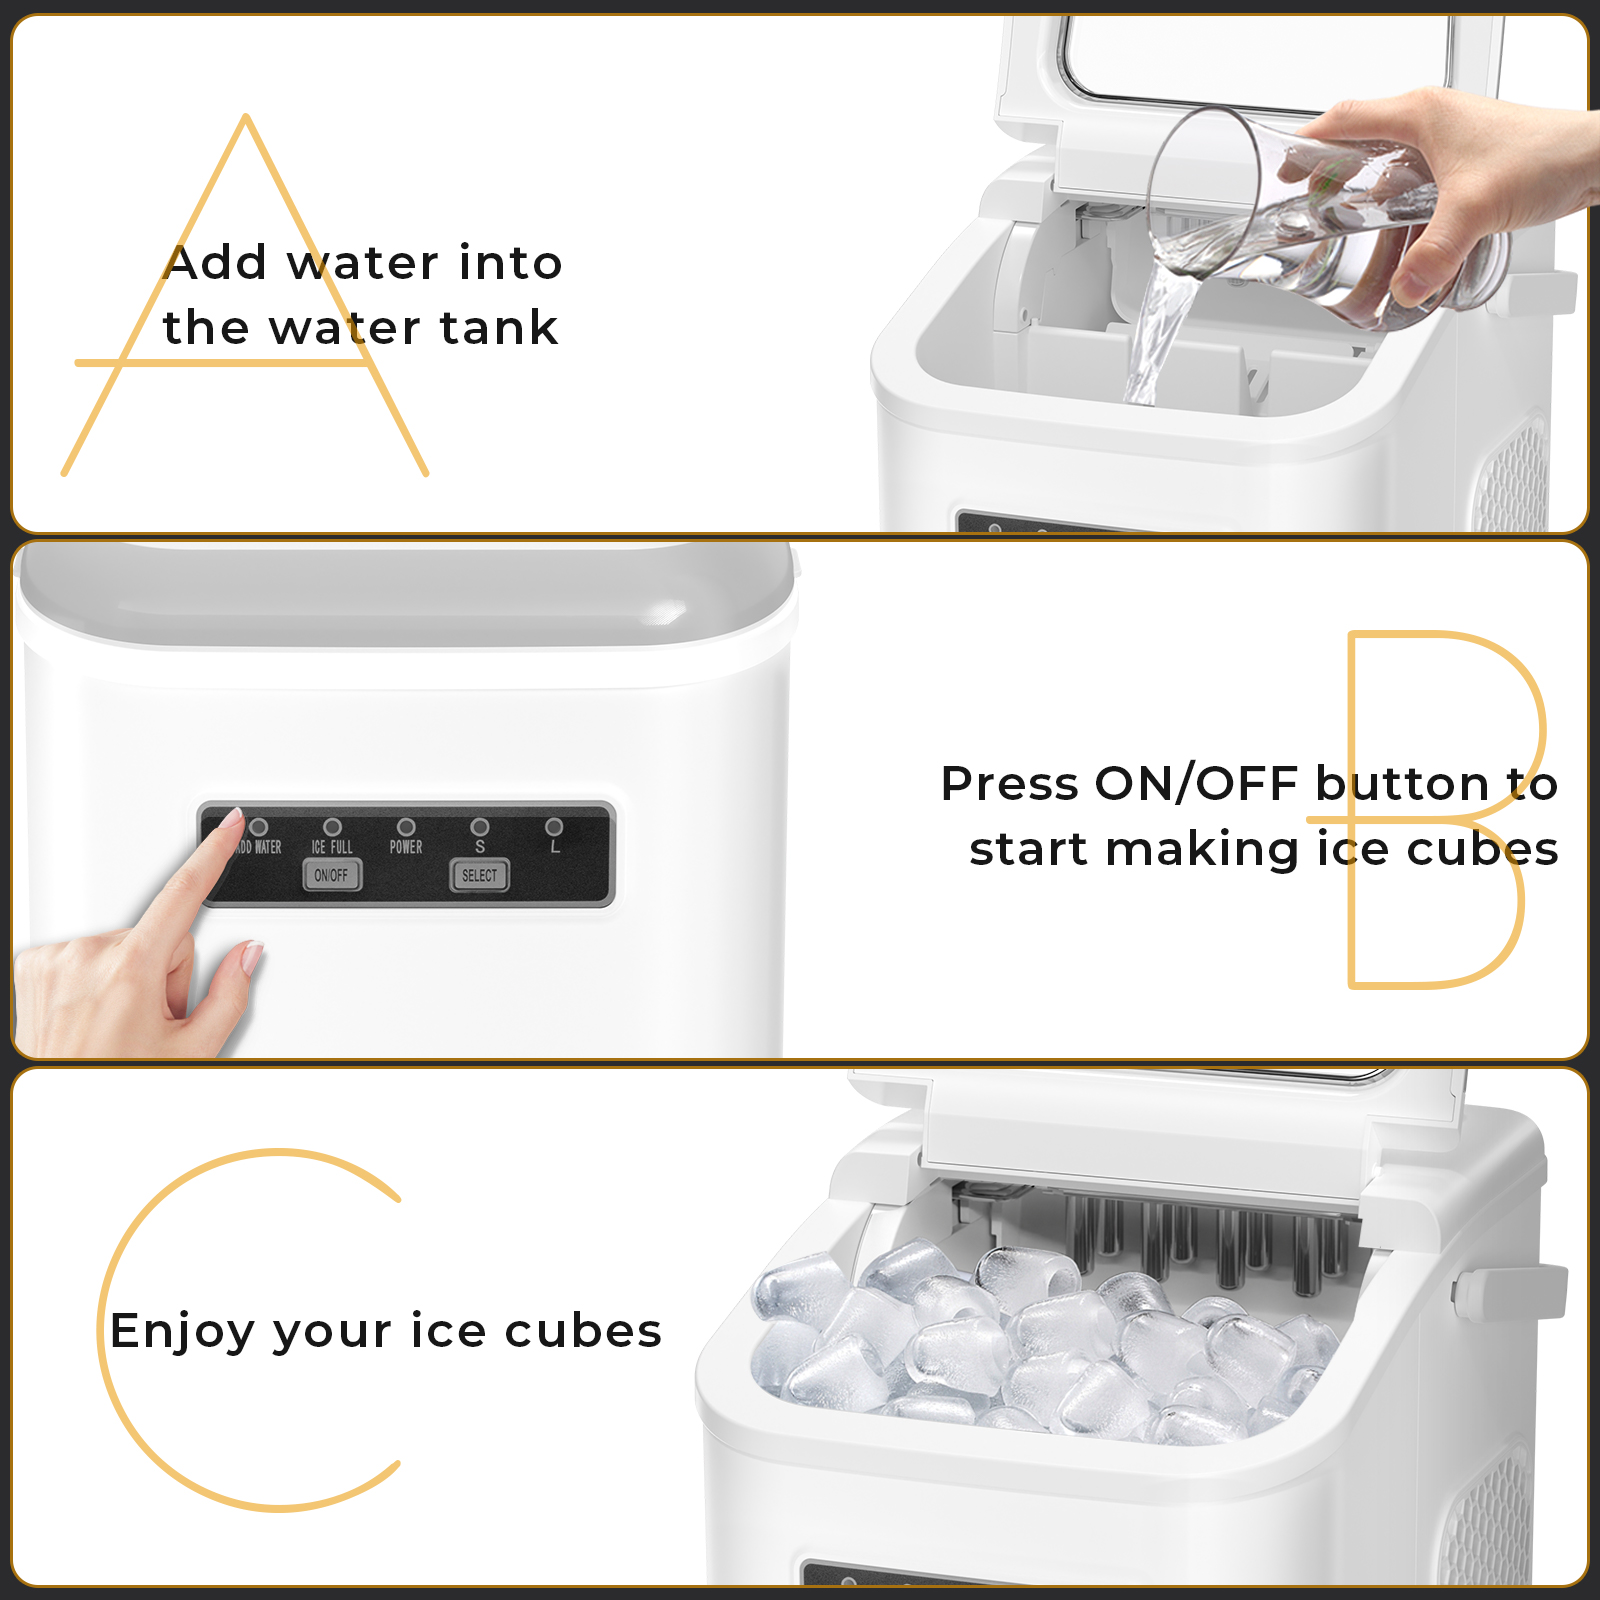 A
Add water into
the water tank
B
Press ON/OFF button to
start making ice cubes
ADD WATER ICE FULL POWER S L
ON/OFF SELECT
C
Enjoy your ice cubes